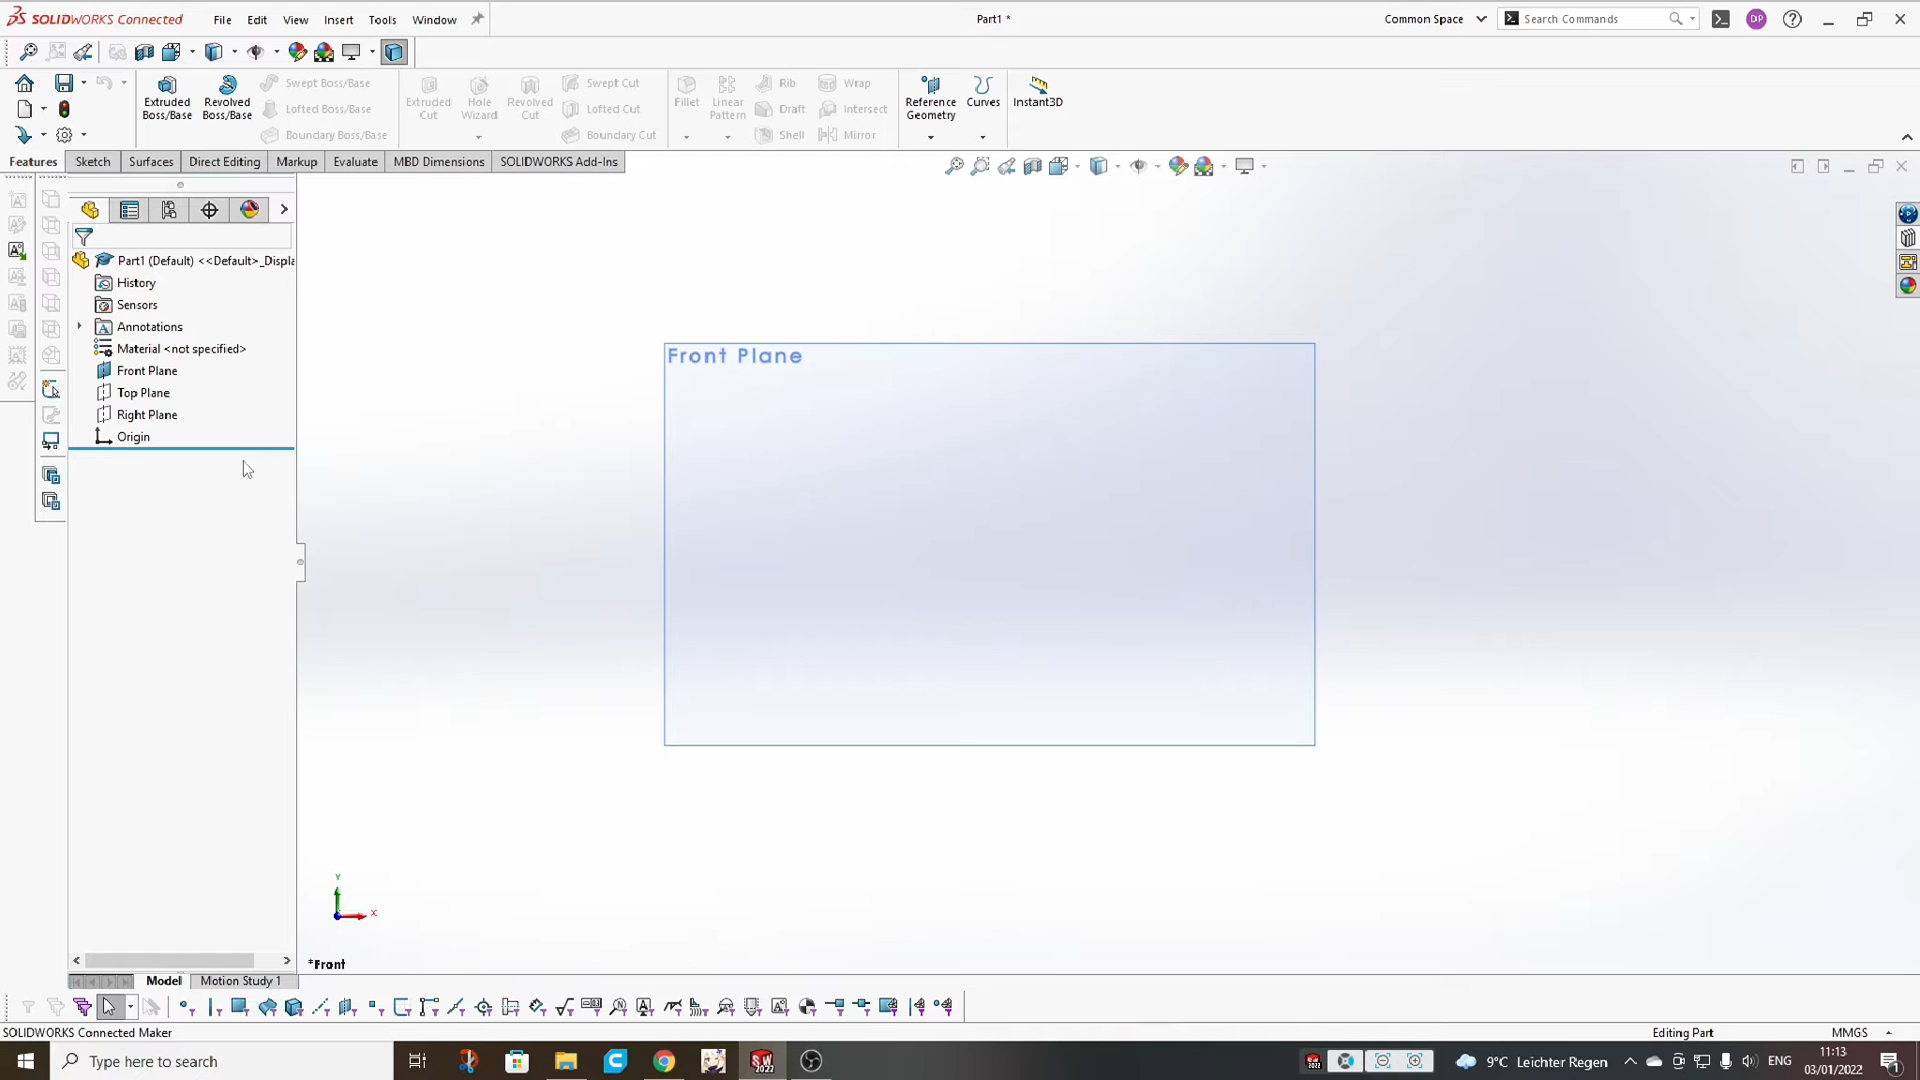 SOLIDWORKS Connected
File Edit View Insert Tools Window
Part1 *
Common Space
Search Commands
DP
Extruded Boss/Base
Revolved Boss/Base
Swept Boss/Base
Lofted Boss/Base
Boundary Boss/Base
Extruded Cut
Hole Wizard
Revolved Cut
Swept Cut
Lofted Cut
Boundary Cut
Fillet
Linear Pattern
Rib
Draft
Shell
Wrap
Intersect
Mirror
Reference Geometry
Curves
Instant3D
Features Sketch Surfaces Direct Editing Markup Evaluate MBD Dimensions SOLIDWORKS Add-Ins
Part1 (Default) <<Default>_Displa
History
Sensors
Annotations
Material <not specified>
Front Plane
Top Plane
Right Plane
Origin
Front Plane
Y
X
*Front
Model Motion Study 1
SOLIDWORKS Connected Maker
Editing Part
MMGS
Type here to search
SW 2022
9°C Leichter Regen
ENG
11:13
03/01/2022
1